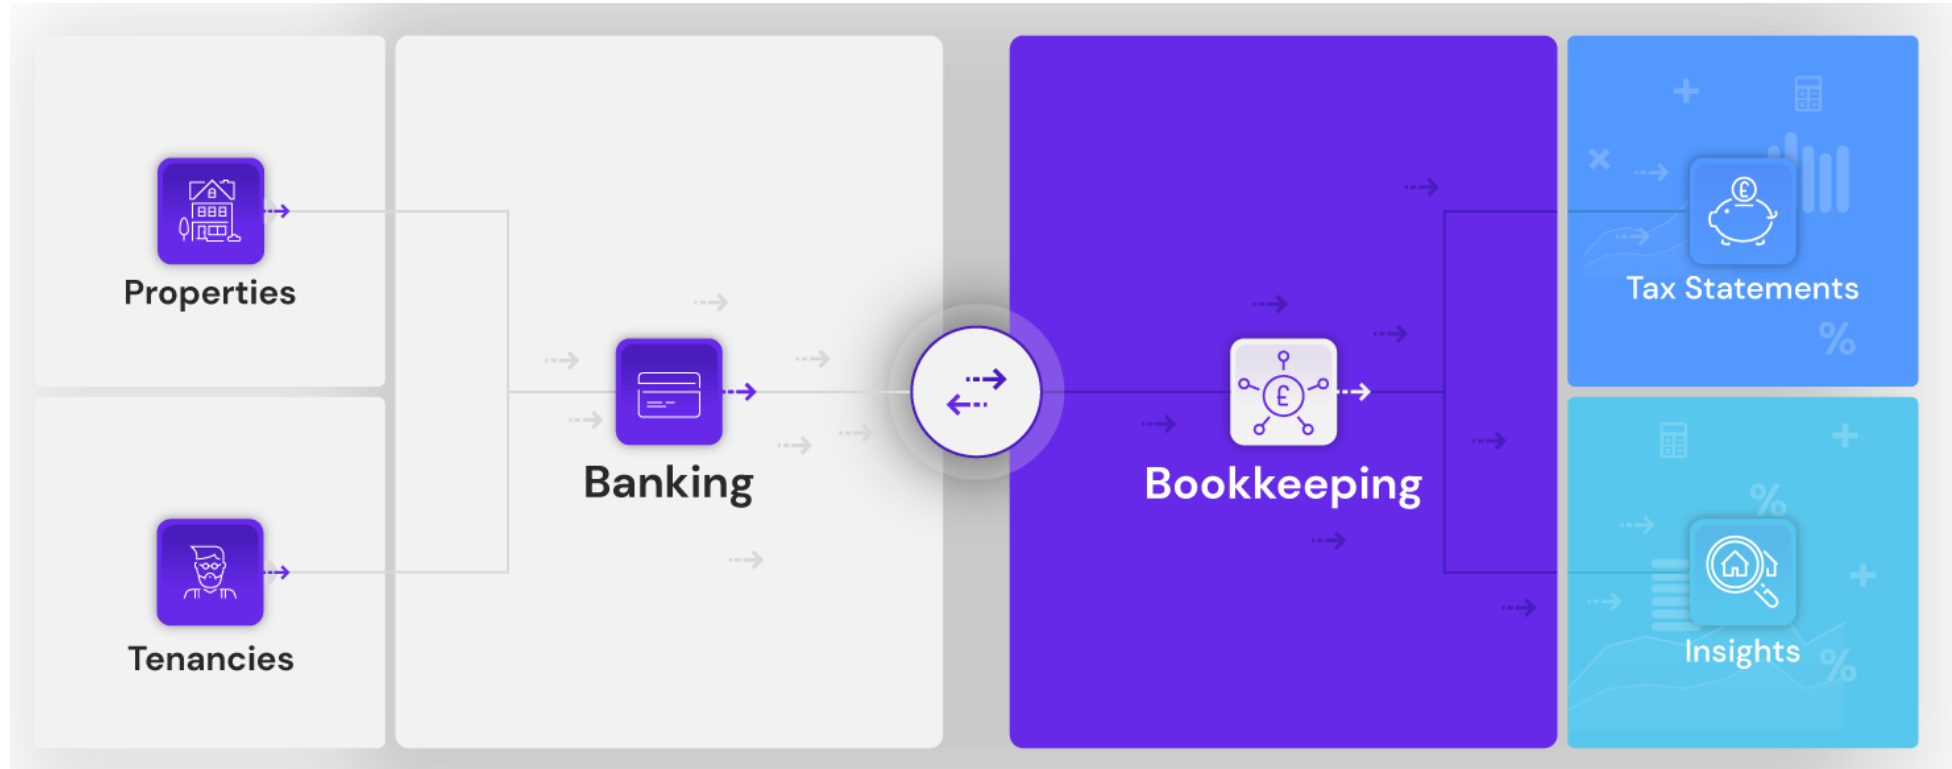 Properties
Tenancies
Banking
Bookkeeping
£
Tax Statements
£
%
Insights
%
%